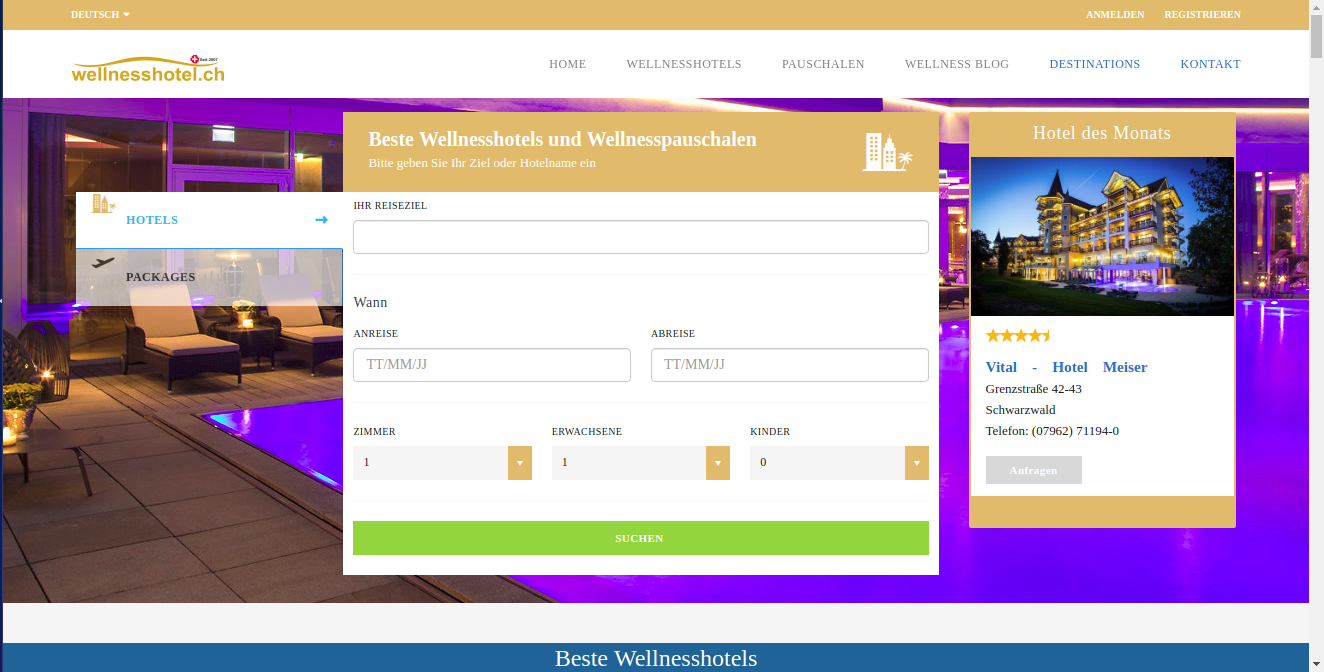 DEUTSCH
ANMELDEN REGISTRIEREN
Seit 2007
wellnesshotel.ch
HOME WELLNESSHOTELS PAUSCHALEN WELLNESS BLOG DESTINATIONS KONTAKT
Beste Wellnesshotels und Wellnesspauschalen
Bitte geben Sie Ihr Ziel oder Hotelname ein
HOTELS
PACKAGES
IHR REISEZIEL
Wann
ANREISE ABREISE
TT/MM/JJ TT/MM/JJ
ZIMMER ERWACHSENE KINDER
1 1 0
SUCHEN
Hotel des Monats
Vital - Hotel Meiser
Grenzstraße 42-43
Schwarzwald
Telefon: (07962) 71194-0
Anfragen
Beste Wellnesshotels